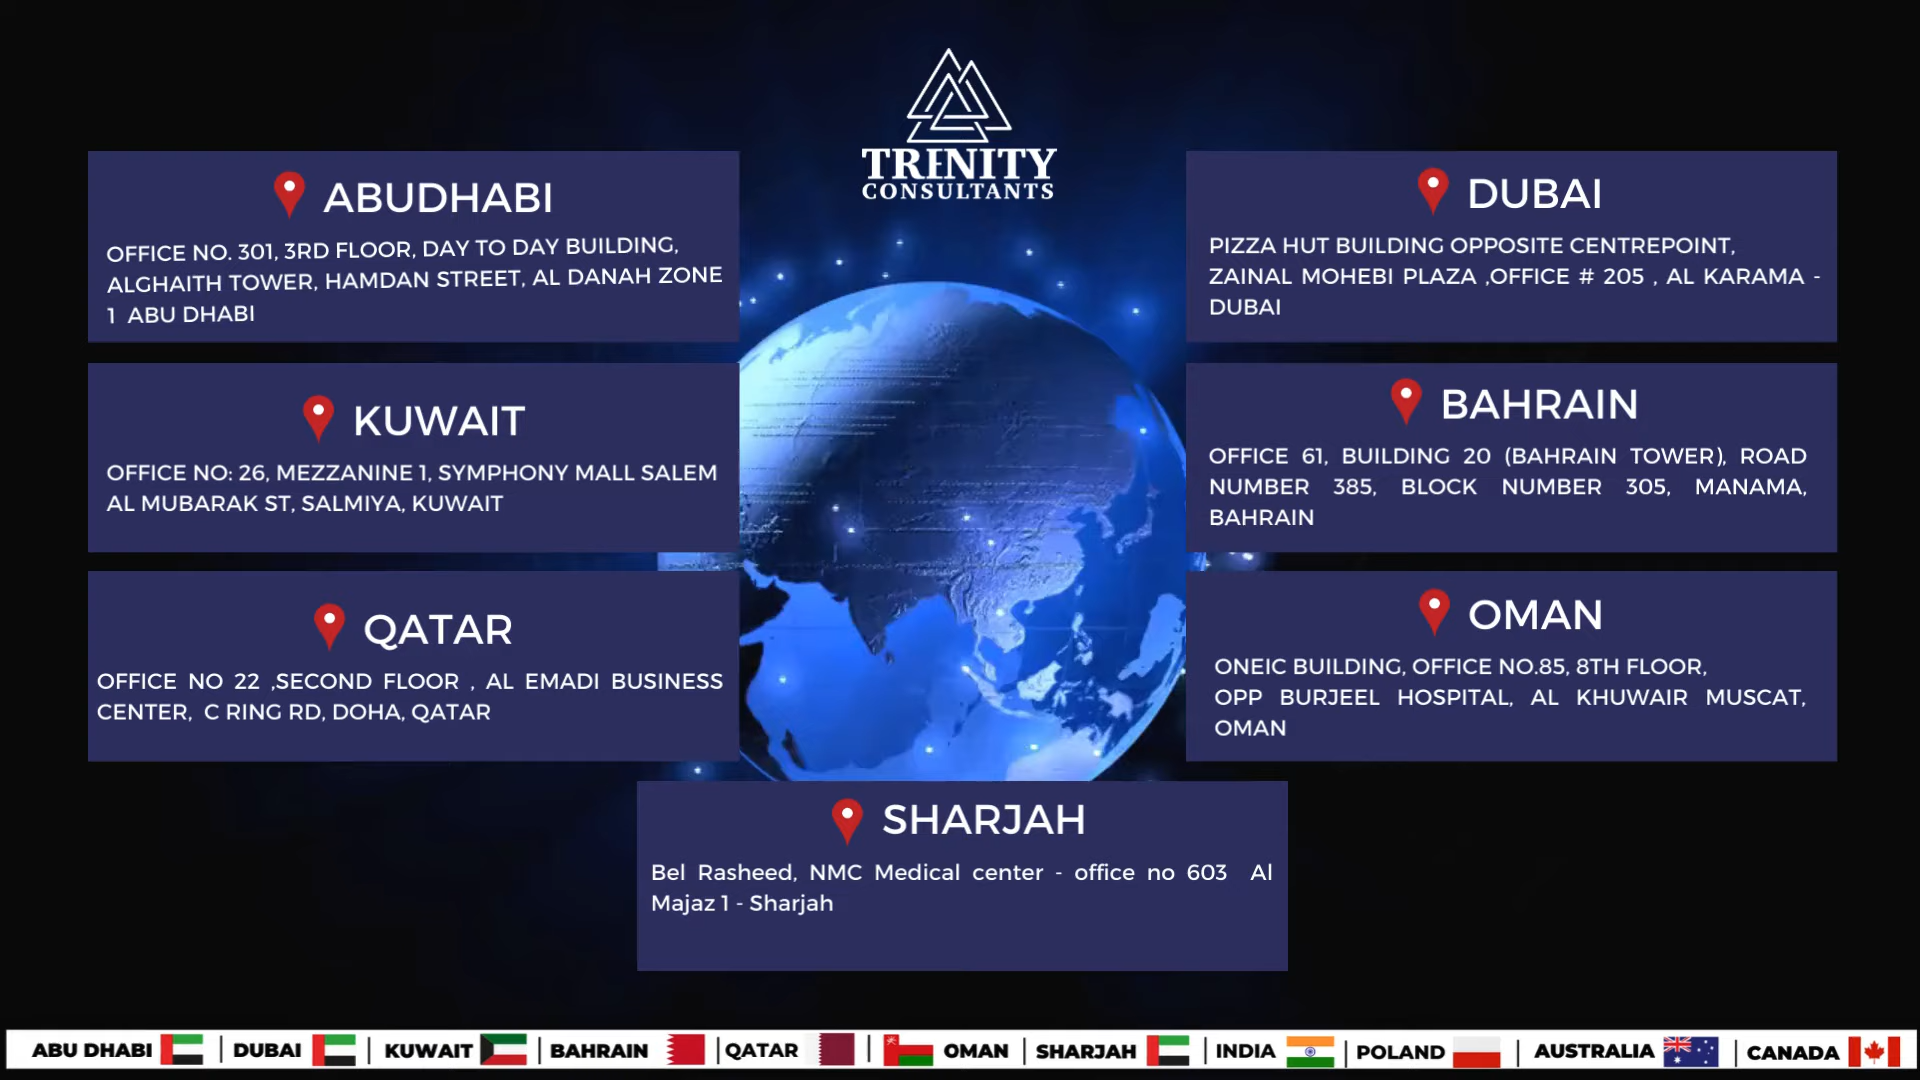 TRENITY
CONSULTANTS
ABUDHABI
OFFICE NO. 301, 3RD FLOOR, DAY TO DAY BUILDING,
ALGHAITH TOWER, HAMDAN STREET, AL DANAH ZONE
1 ABU DHABI
DUBAI
PIZZA HUT BUILDING OPPOSITE CENTREPOINT,
ZAINAL MOHEBI PLAZA ,OFFICE # 205 , AL KARAMA -
DUBAI
KUWAIT
OFFICE NO: 26, MEZZANINE 1, SYMPHONY MALL SALEM
AL MUBARAK ST, SALMIYA, KUWAIT
BAHRAIN
OFFICE 61, BUILDING 20 (BAHRAIN TOWER), ROAD
NUMBER 385, BLOCK NUMBER 305, MANAMA,
BAHRAIN
QATAR
OFFICE NO 22 ,SECOND FLOOR , AL EMADI BUSINESS
CENTER, C RING RD, DOHA, QATAR
OMAN
ONEIC BUILDING, OFFICE NO.85, 8TH FLOOR,
OPP BURJEEL HOSPITAL, AL KHUWAIR MUSCAT,
OMAN
SHARJAH
Bel Rasheed, NMC Medical center - office no 603 Al
Majaz 1 - Sharjah
ABU DHABI | DUBAI | KUWAIT | BAHRAIN | QATAR | OMAN | SHARJAH | INDIA | POLAND | AUSTRALIA | CANADA